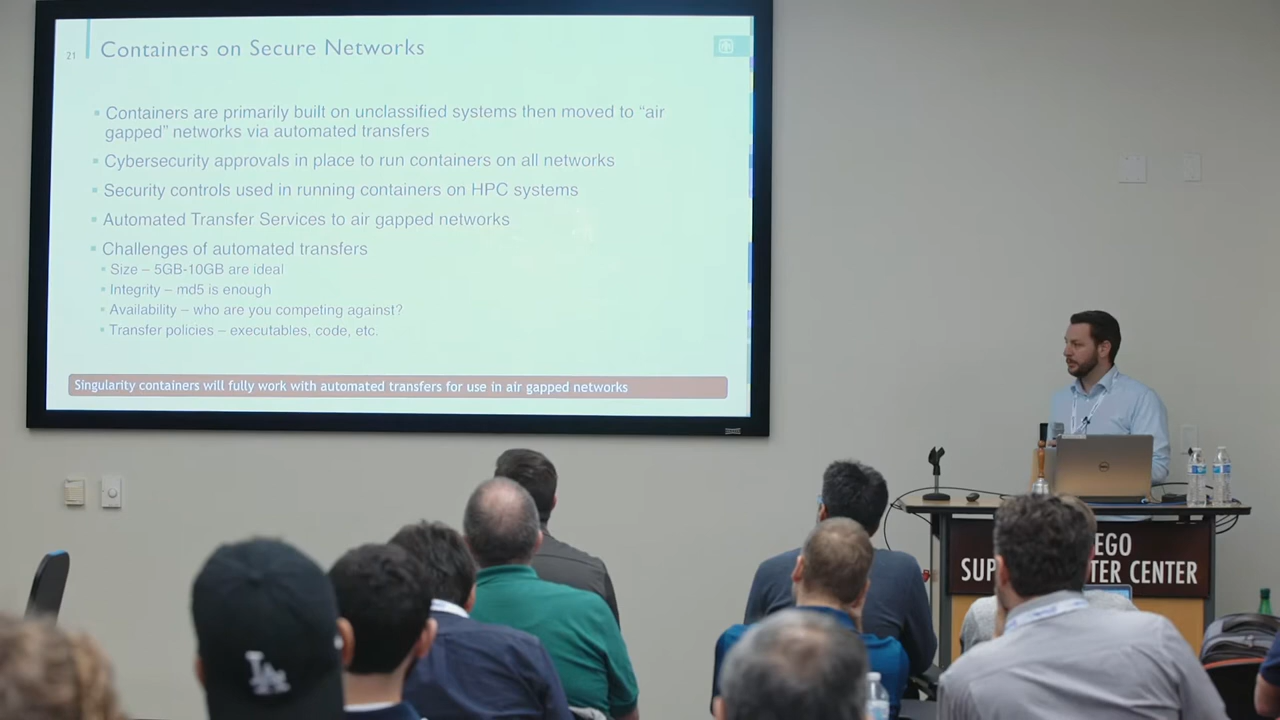 21
Containers on Secure Networks
Containers are primarily built on unclassified systems then moved to “air
gapped” networks via automated transfers
Cybersecurity approvals in place to run containers on all networks
Security controls used in running containers on HPC systems
Automated Transfer Services to air gapped networks
Challenges of automated transfers
Size – 5GB-10GB are ideal
Integrity – md5 is enough
Availability – who are you competing against?
Transfer policies – executables, code, etc.
Singularity containers will fully work with automated transfers for use in air gapped networks
DELL
EGO
SUP TER CENTER
LA